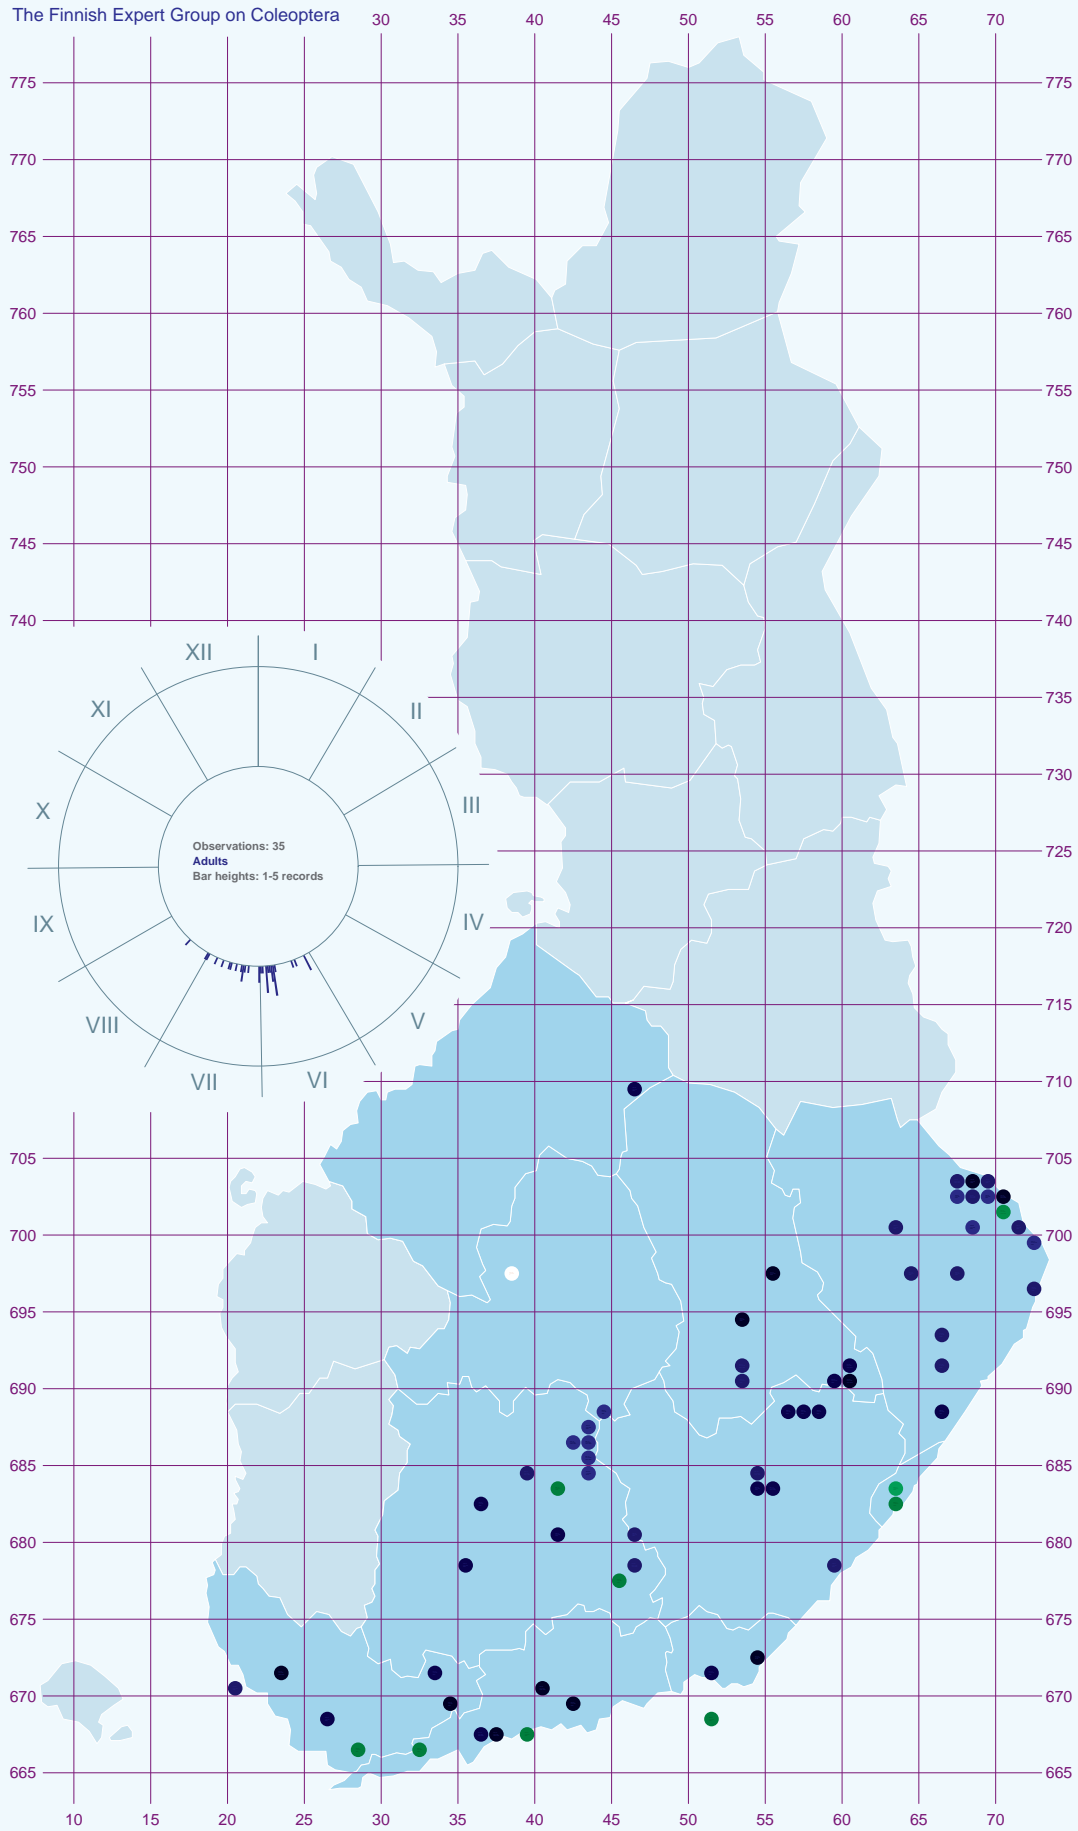 The Finnish Expert Group on Coleoptera
30 35 40 45 50 55 60 65 70
775 775
770 770
765 765
760 760
755 755
750 750
745 745
740 740
XII I
XI II
735
730
X III
Observations: 35
Adults
Bar heights: 1-5 records
725
IX IV
720
715
VIII V
VII VI
710
705 705
700 700
695 695
690 690
685 685
680 680
675 675
670 670
665 665
10 15 20 25 30 35 40 45 50 55 60 65 70